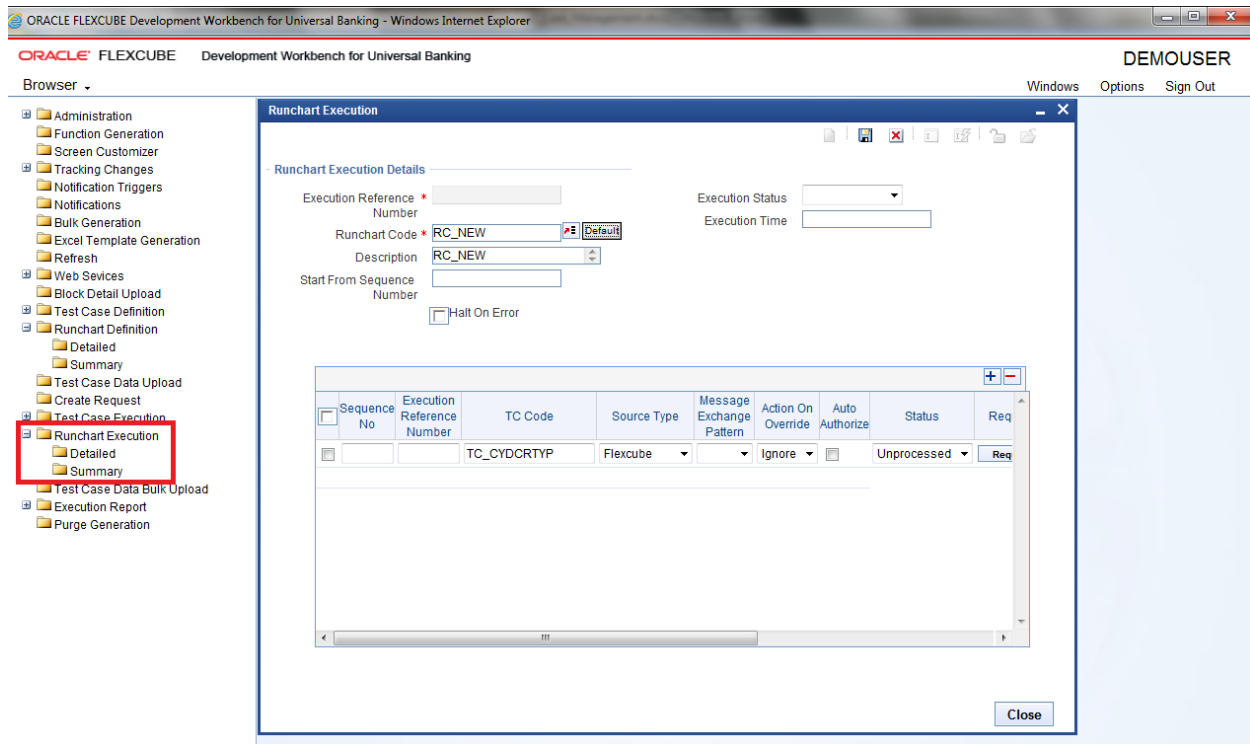 ORACLE FLEXCUBE Development Workbench for Universal Banking - Windows Internet Explorer
ORACLE FLEXCUBE Development Workbench for Universal Banking
DEMOUSER
Browser
Windows Options Sign Out
Administration
Function Generation
Screen Customizer
Tracking Changes
Notification Triggers
Notifications
Bulk Generation
Excel Template Generation
Refresh
Web Sevices
Block Detail Upload
Test Case Definition
Runchart Definition
Detailed
Summary
Test Case Data Upload
Create Request
Test Case Execution
Runchart Execution
Detailed
Summary
Test Case Data Bulk Upload
Execution Report
Purge Generation
Runchart Execution
Runchart Execution Details
Execution Reference *
Number
Runchart Code * RC_NEW Default
Description RC_NEW
Start From Sequence
Number
Halt On Error
Execution Status
Execution Time
Sequence No Execution Reference Number TC Code Source Type Message Exchange Pattern Action On Override Auto Authorize Status Req
TC_CYDCRTYP Flexcube Ignore Unprocessed Req
Close